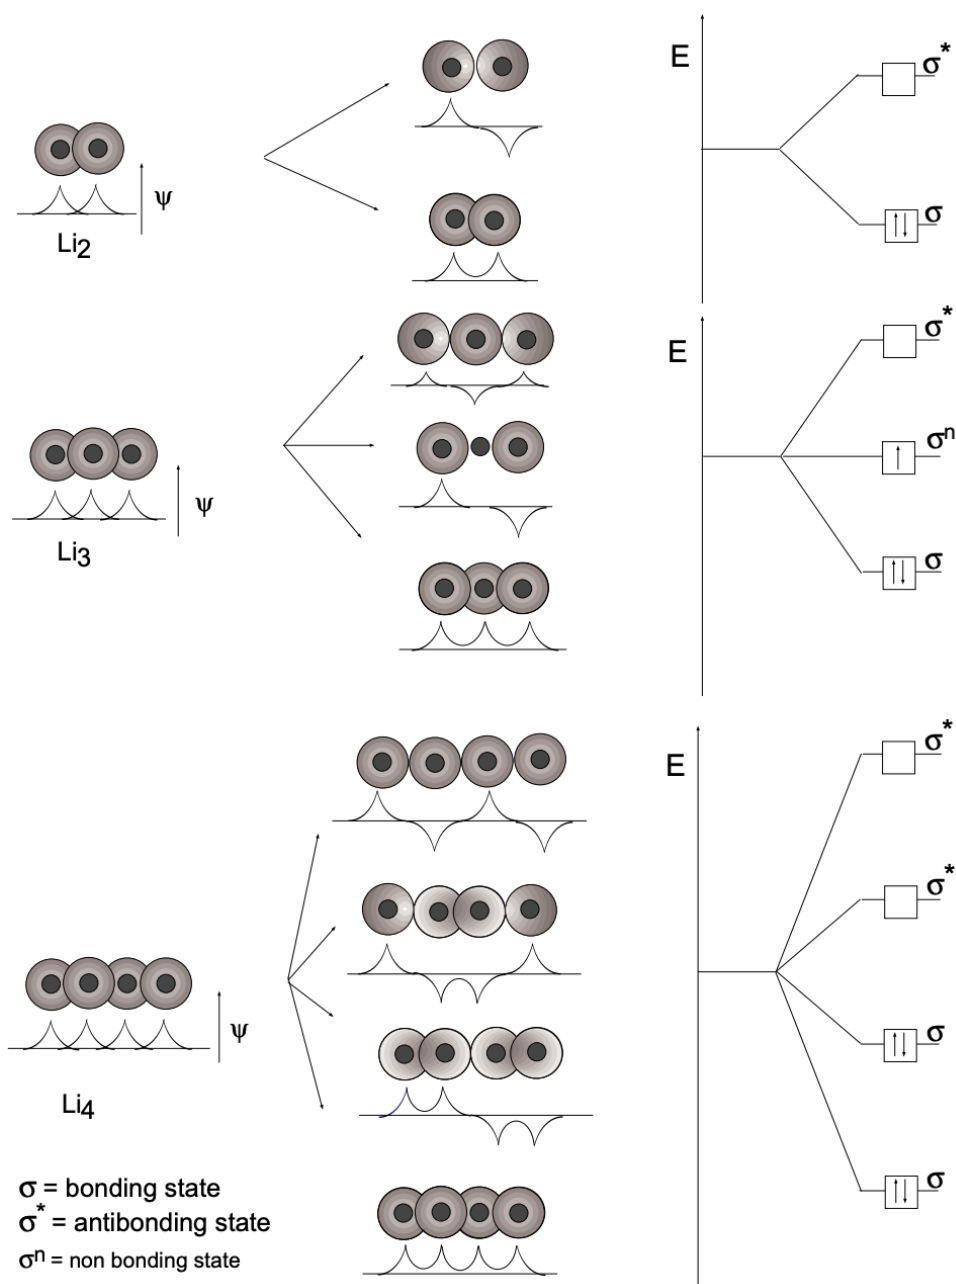 E
σ*
ψ
σ
Li2
E
σ*
σn
ψ
σ
Li3
E
σ*
σ*
ψ
σ
Li4
σ
σ = bonding state
σ* = antibonding state
σn = non bonding state